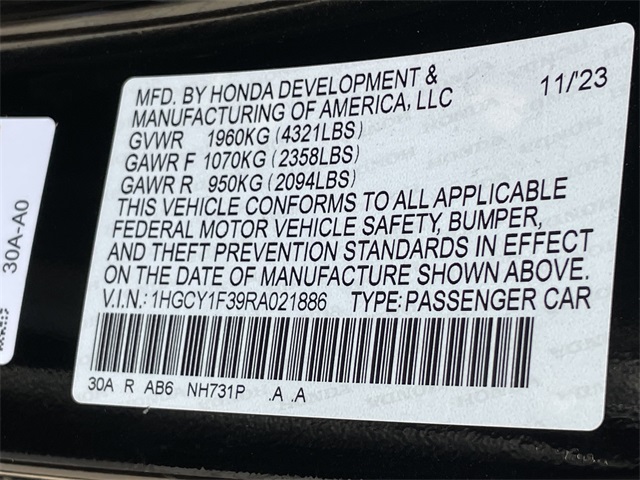 MFD. BY HONDA DEVELOPMENT & 11/'23
MANUFACTURING OF AMERICA, LLC
GVWR 1960KG (4321LBS)
GAWR F 1070KG (2358LBS)
GAWR R 950KG (2094LBS)
THIS VEHICLE CONFORMS TO ALL APPLICABLE
FEDERAL MOTOR VEHICLE SAFETY, BUMPER,
AND THEFT PREVENTION STANDARDS IN EFFECT
ON THE DATE OF MANUFACTURE SHOWN ABOVE.
V.I.N.: 1HGCY1F39RA021886 TYPE: PASSENGER CAR
30A R AB6 NH731P .A .A
30A-A0